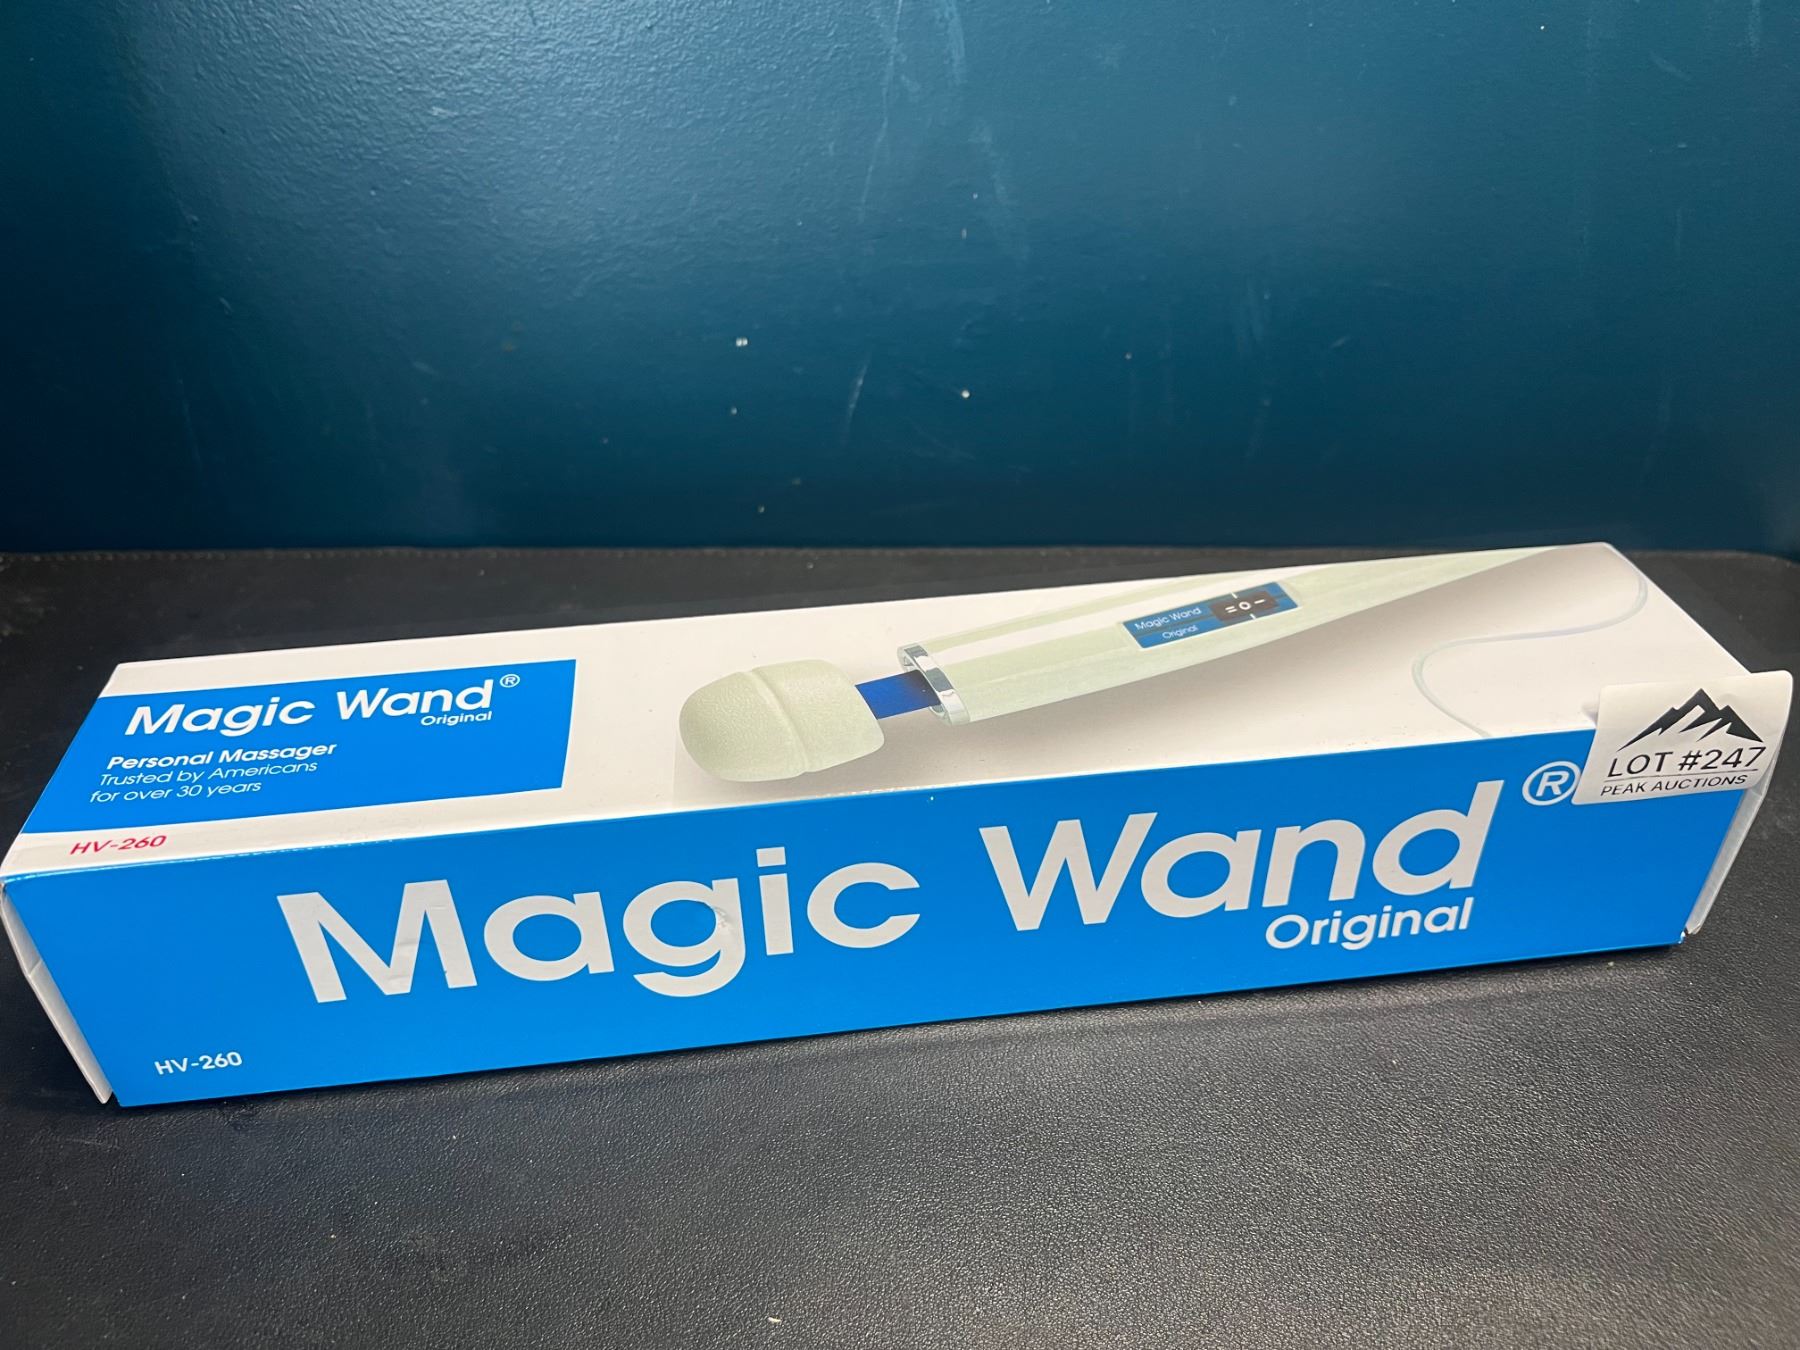 Magic Wand®
Original
Personal Massager
Trusted by Americans
for over 30 years
HV-260
Magic Wand
Original
= O –
Magic Wand®
Original
HV-260
LOT #247
PEAK AUCTIONS